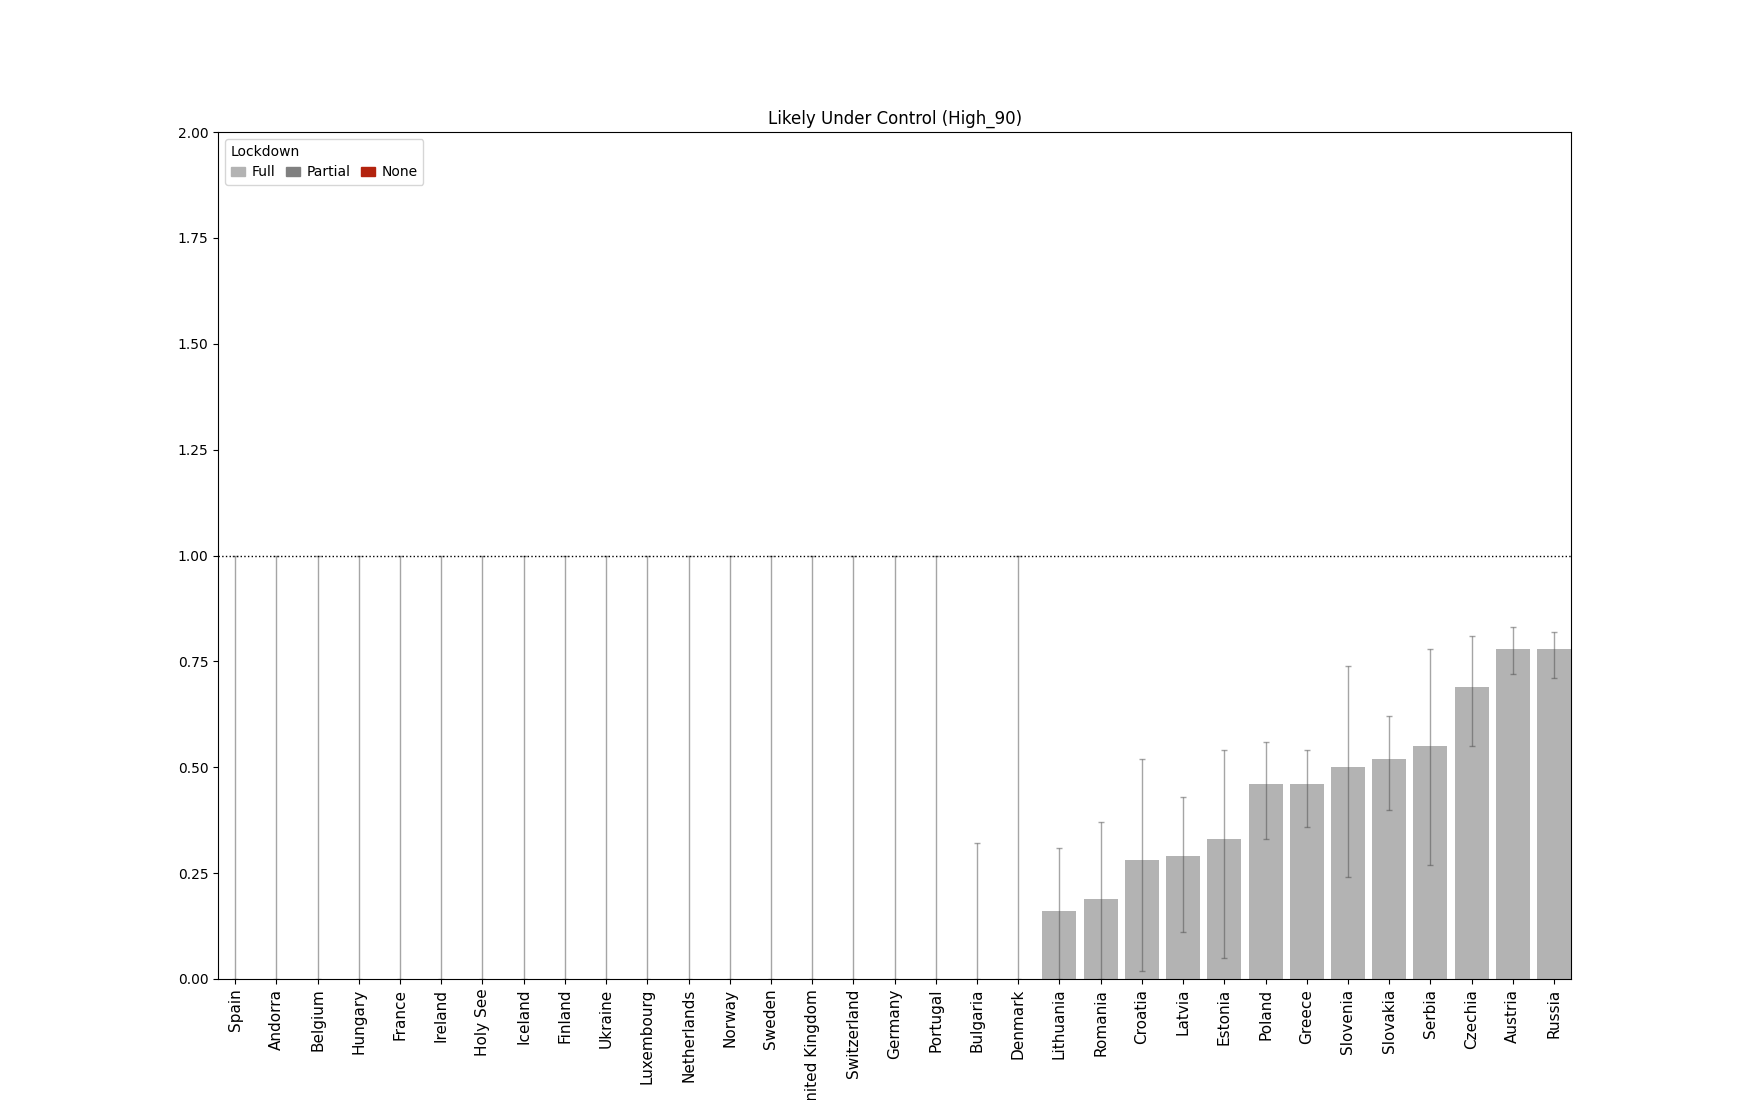 Likely Under Control (High_90)
Lockdown
Full Partial None
2.00
1.75
1.50
1.25
1.00
0.75
0.50
0.25
0.00
Spain
Andorra
Belgium
Hungary
France
Ireland
Holy See
Iceland
Finland
Ukraine
Luxembourg
Netherlands
Norway
Sweden
nited Kingdom
Switzerland
Germany
Portugal
Bulgaria
Denmark
Lithuania
Romania
Croatia
Latvia
Estonia
Poland
Greece
Slovenia
Slovakia
Serbia
Czechia
Austria
Russia